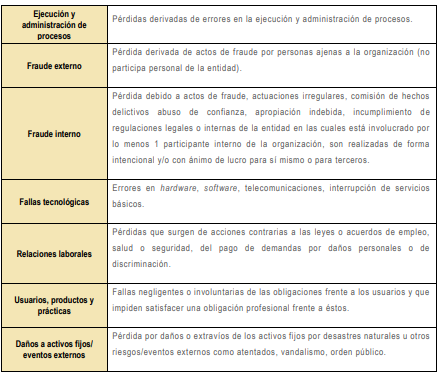 Ejecución y
administración de
procesos
Pérdidas derivadas de errores en la ejecución y administración de procesos.
Fraude externo
Pérdida derivada de actos de fraude por personas ajenas a la organización (no
participa personal de la entidad).
Fraude interno
Pérdida debido a actos de fraude, actuaciones irregulares, comisión de hechos
delictivos abuso de confianza, apropiación indebida, incumplimiento de
regulaciones legales o internas de la entidad en las cuales está involucrado por
lo menos 1 participante interno de la organización, son realizadas de forma
intencional y/o con ánimo de lucro para sí mismo o para terceros.
Fallas tecnológicas
Errores en hardware, software, telecomunicaciones, interrupción de servicios
básicos.
Relaciones laborales
Pérdidas que surgen de acciones contrarias a las leyes o acuerdos de empleo,
salud o seguridad, del pago de demandas por daños personales o de
discriminación.
Usuarios, productos y
prácticas
Fallas negligentes o involuntarias de las obligaciones frente a los usuarios y que
impiden satisfacer una obligación profesional frente a éstos.
Daños a activos fijos/
eventos externos
Pérdida por daños o extravíos de los activos fijos por desastres naturales u otros
riesgos/eventos externos como atentados, vandalismo, orden público.